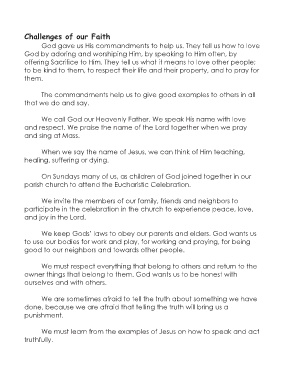 Challenges of our Faith
God gave us His commandments to help us. They tell us how to love
God by adoring and worshiping Him, by speaking to Him often, by
offering Sacrifice to Him. They tell us what it means to love other people;
to be kind to them, to respect their life and their property, and to pray for
them.
The commandments help us to give good examples to others in all
that we do and say.
We call God our Heavenly Father. We speak His name with love
and respect. We praise the name of the Lord together when we pray
and sing at Mass.
When we say the name of Jesus, we can think of Him teaching,
healing, suffering or dying.
On Sundays many of us, as children of God joined together in our
parish church to attend the Eucharistic Celebration.
We invite the members of our family, friends and neighbors to
participate in the celebration in the church to experience peace, love,
and joy in the Lord.
We keep Gods' laws to obey our parents and elders. God wants us
to use our bodies for work and play, for working and praying, for being
good to our neighbors and towards other people.
We must respect everything that belong to others and return to the
owner things that belong to them. God wants us to be honest with
ourselves and with others.
We are sometimes afraid to tell the truth about something we have
done, because we are afraid that telling the truth will bring us a
punishment.
We must learn from the examples of Jesus on how to speak and act
truthfully.